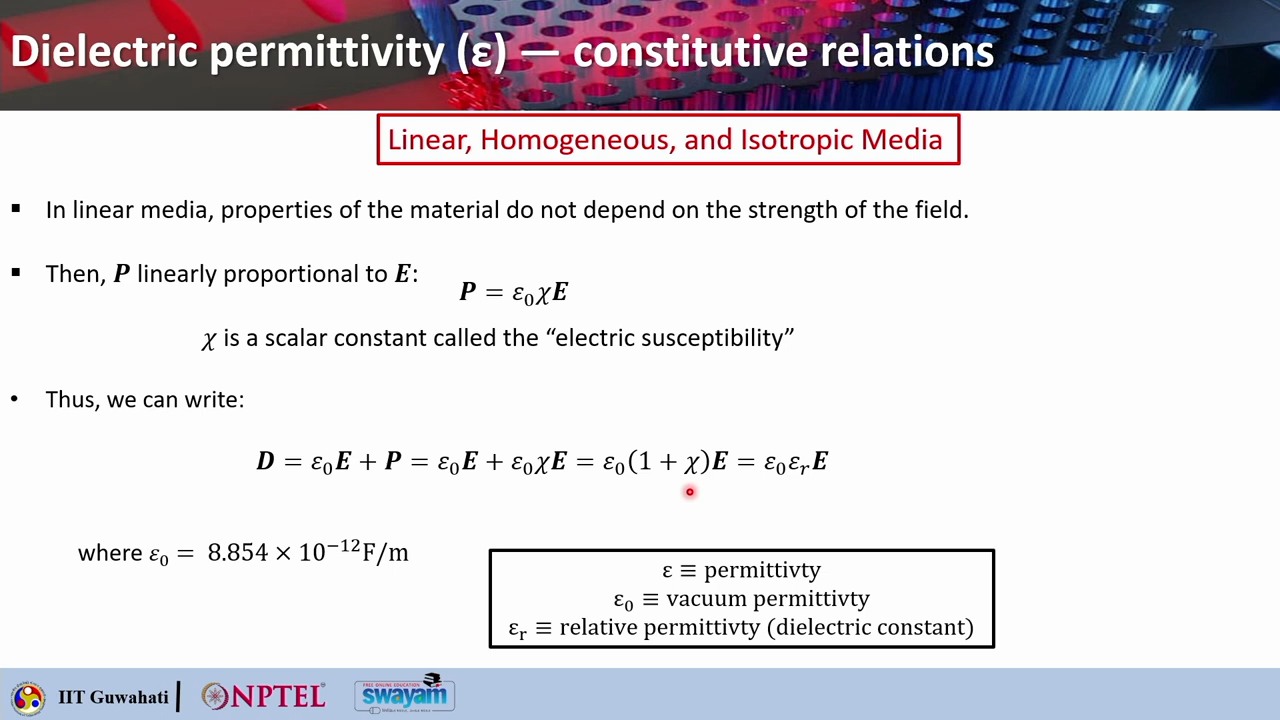 Dielectric permittivity (ε) — constitutive relations
Linear, Homogeneous, and Isotropic Media
▪ In linear media, properties of the material do not depend on the strength of the field.
▪ Then, P linearly proportional to E:
P = ε₀χE
χ is a scalar constant called the “electric susceptibility”
• Thus, we can write:
D = ε₀E + P = ε₀E + ε₀χE = ε₀(1 + χ)E = ε₀εᵣE
where ε₀ = 8.854 × 10⁻¹²F/m
ε ≡ permittivty
ε₀ ≡ vacuum permittivty
εᵣ ≡ relative permittivty (dielectric constant)
IIT Guwahati
NPTEL
FREE ONLINE EDUCATION
swayam